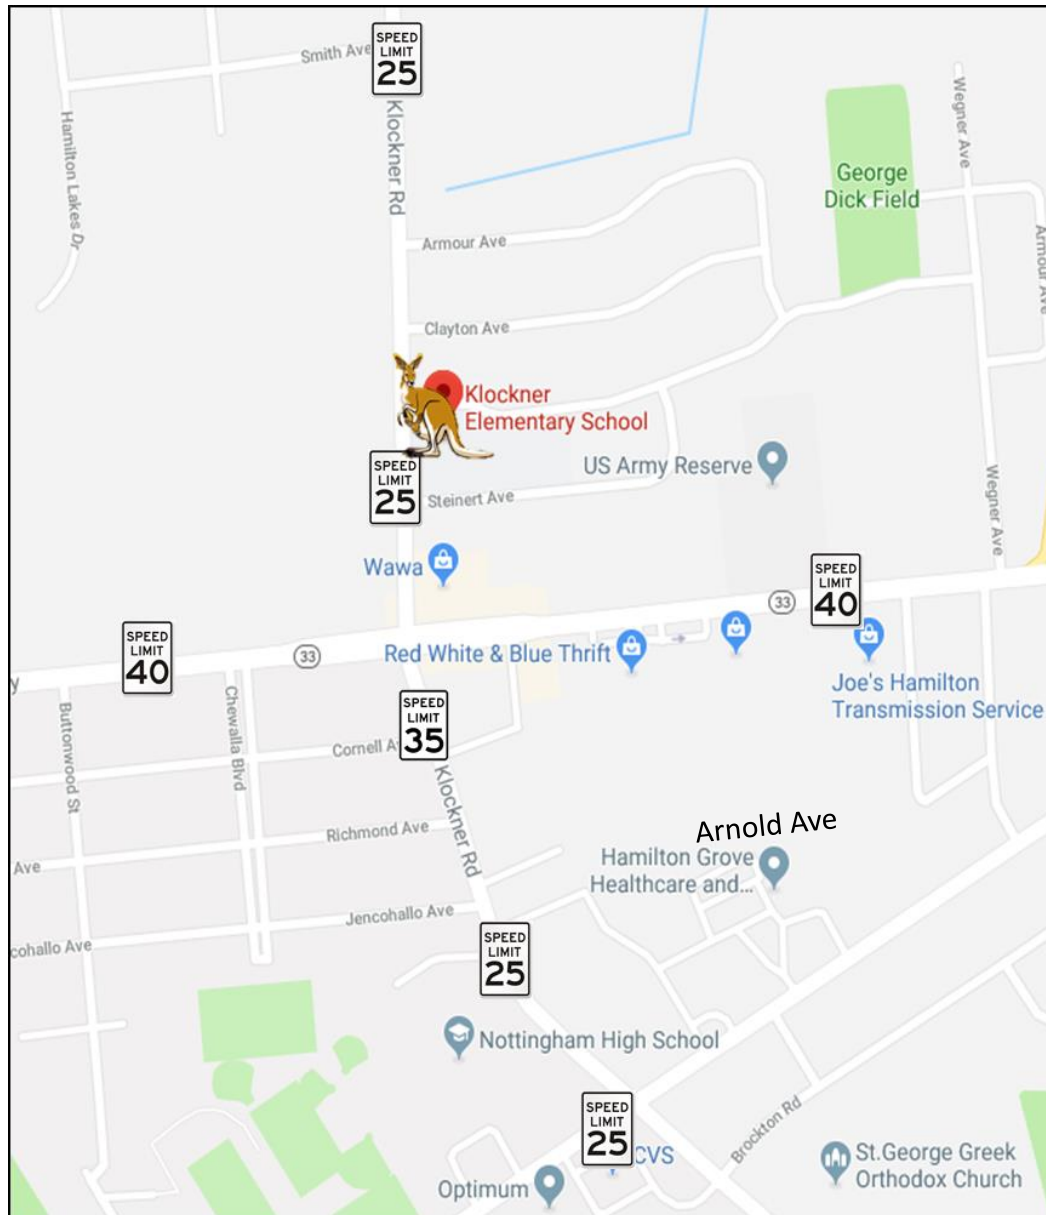 SPEED
LIMIT
25
Smith Ave
Klockner Rd
Hamilton Lakes Dr
Wegner Ave
George
Dick Field
Armour Ave
Armour Ave
Clayton Ave
Klockner
Elementary School
SPEED
LIMIT
25
US Army Reserve
Steinert Ave
Wegner Ave
Wawa
SPEED
LIMIT
40
33
SPEED
LIMIT
40
33
Red White & Blue Thrift
Joe's Hamilton
Transmission Service
Buttonwood St
Chewalla Blvd
SPEED
LIMIT
35
Cornell A
Klockner Rd
Richmond Ave
Arnold Ave
Ave
Hamilton Grove
Healthcare and...
Jencohallo Ave
cohallo Ave
SPEED
LIMIT
25
Nottingham High School
SPEED
LIMIT
25
CVS
Brockton Rd
St.George Greek
Orthodox Church
Optimum